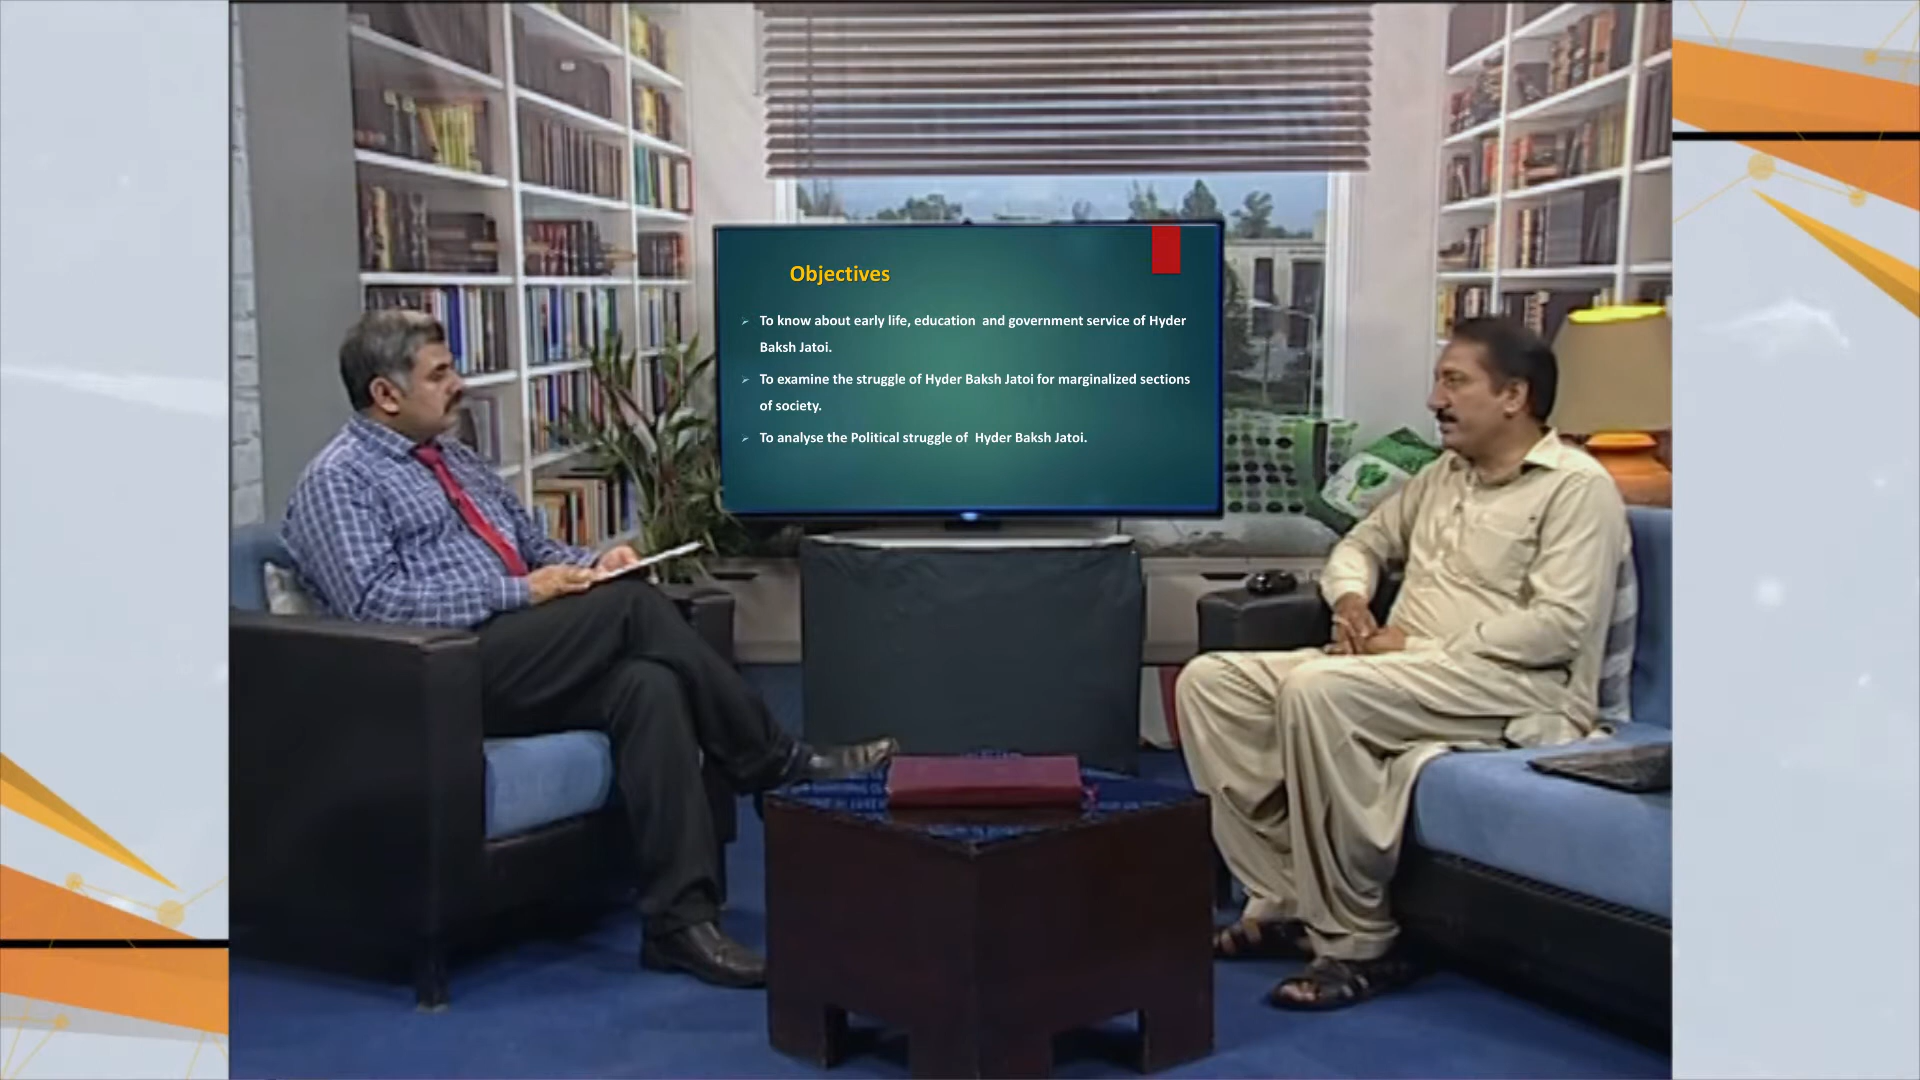 Objectives
To know about early life, education and government service of Hyder
Baksh Jatoi.
To examine the struggle of Hyder Baksh Jatoi for marginalized sections
of society.
To analyse the Political struggle of Hyder Baksh Jatoi.